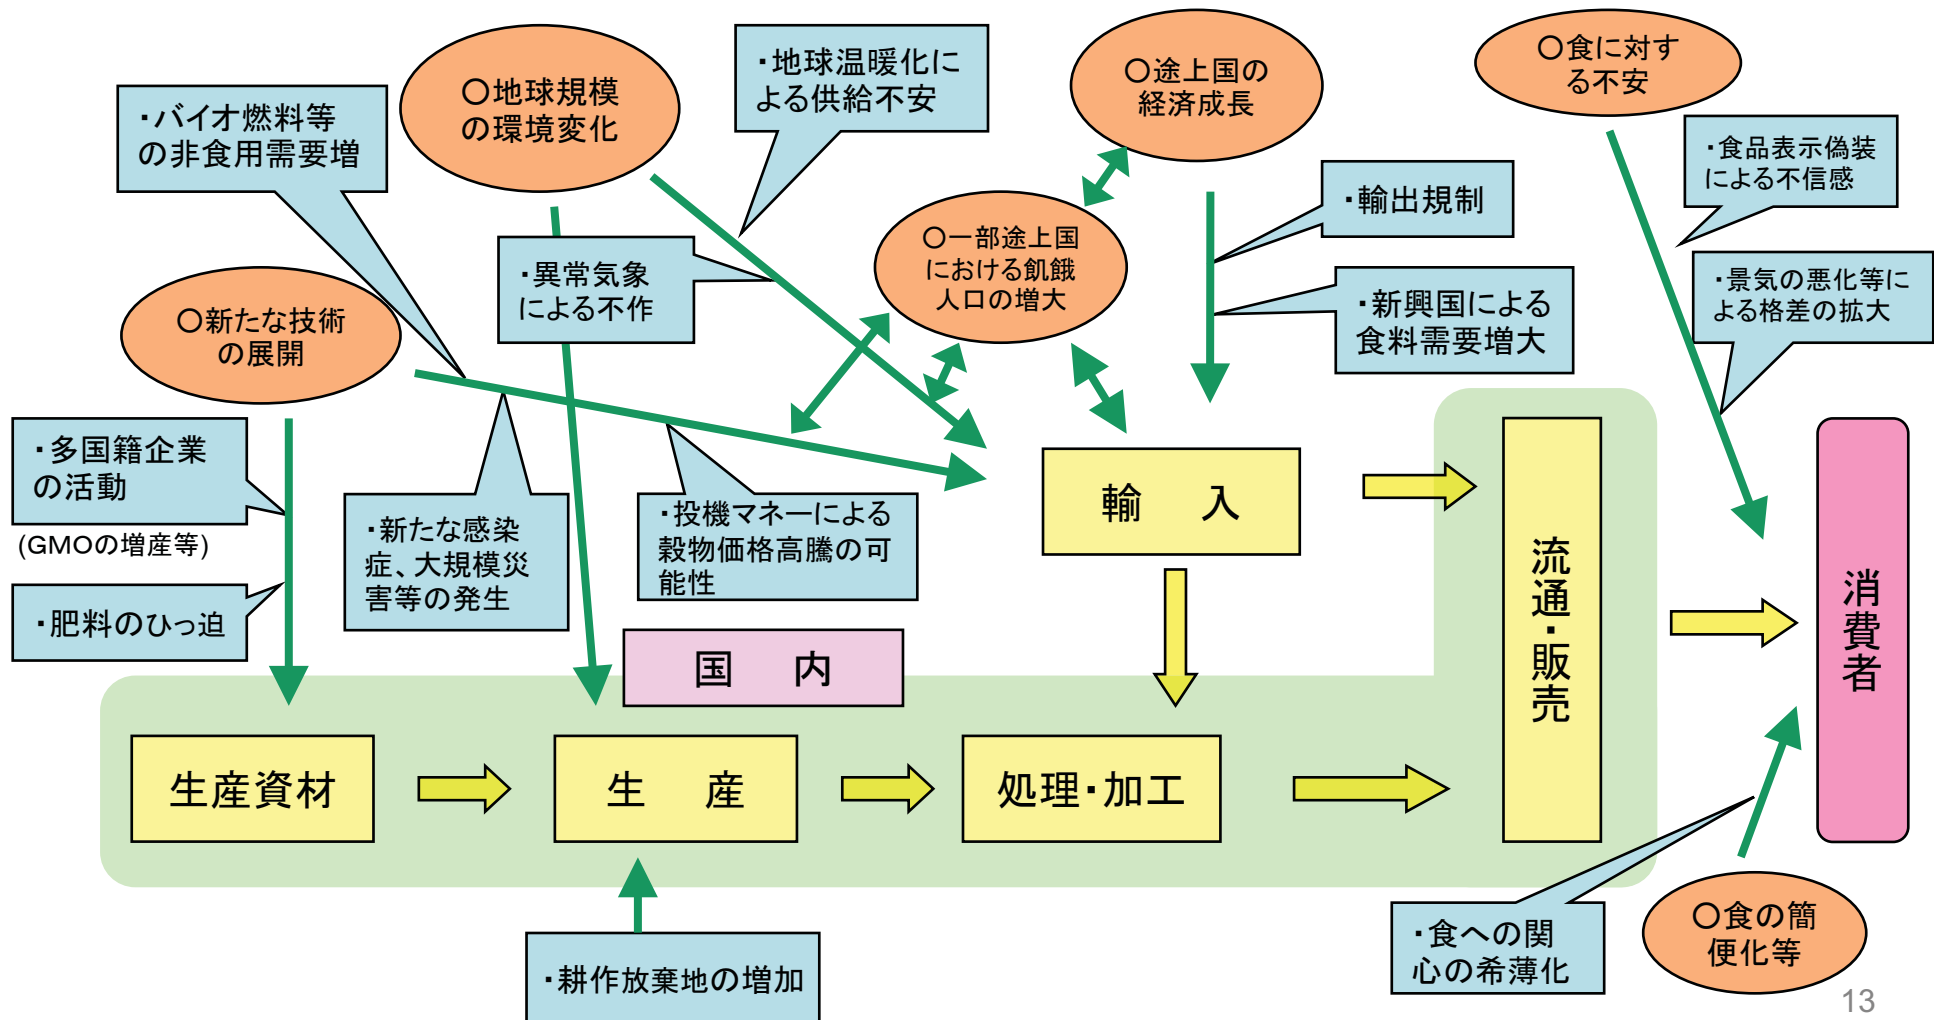 ・バイオ燃料等
の非食用需要増
〇地球規模
の環境変化
・地球温暖化に
よる供給不安
〇途上国の
経済成長
〇食に対す
る不安
・食品表示偽装
による不信感
・輸出規制
〇一部途上国
における飢餓
人口の増大
・異常気象
による不作
・景気の悪化等に
よる格差の拡大
〇新たな技術
の展開
・新興国による
食料需要増大
・多国籍企業
の活動
(GMOの増産等)
・肥料のひっ迫
・新たな感染
症、大規模災
害等の発生
・投機マネーによる
穀物価格高騰の可
能性
輸　入
流通・販売
消費者
国　内
生産資材
生　産
処理・加工
・耕作放棄地の増加
・食への関
心の希薄化
〇食の簡
便化等
13